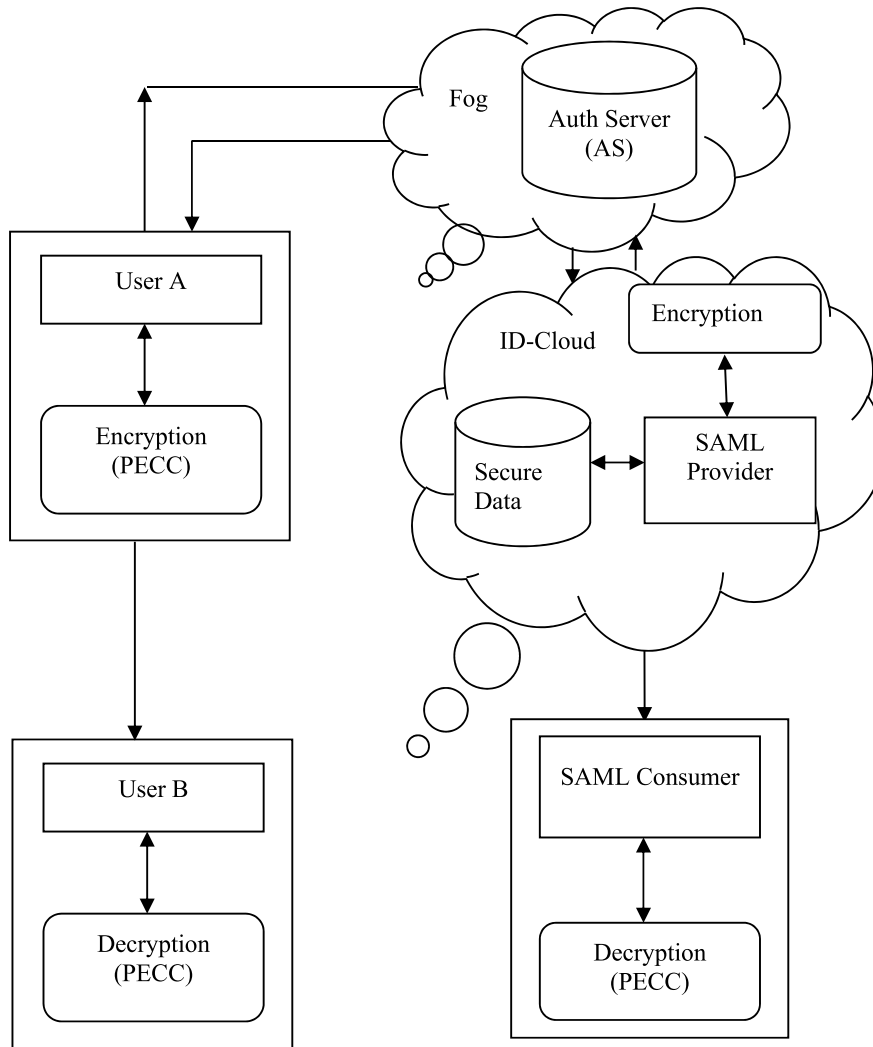 Fog
Auth Server
(AS)
User A
Encryption
(PECC)
ID-Cloud
Encryption
SAML
Provider
Secure
Data
User B
Decryption
(PECC)
SAML Consumer
Decryption
(PECC)